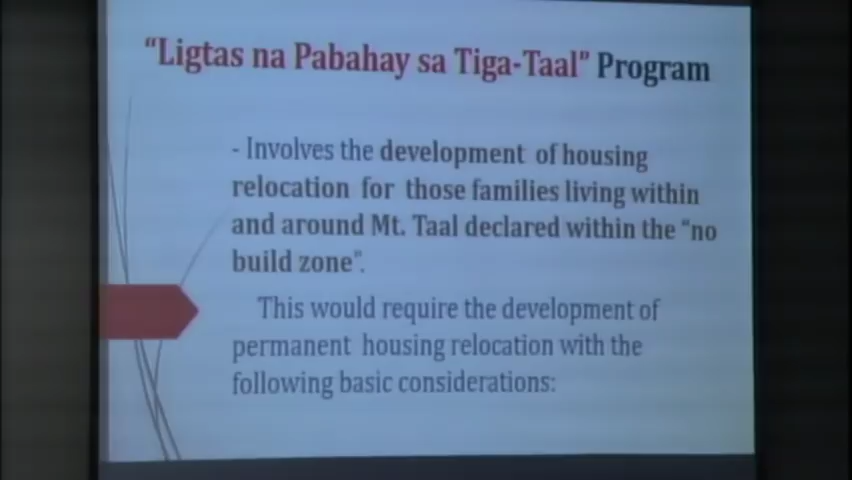 “Ligtas na Pabahay sa Tiga-Taal” Program
- Involves the development of housing
relocation for those families living within
and around Mt. Taal declared within the “no
build zone”.
This would require the development of
permanent housing relocation with the
following basic considerations: